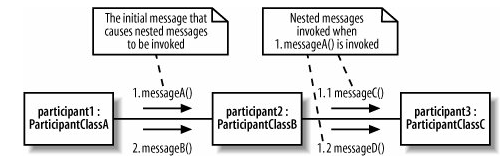 The initial message that
causes nested messages
to be invoked
Nested messages
invoked when
1.messageA() is invoked
1.messageA()
1.1 messageC()
participant1 :
ParticipantClassA
participant2 :
ParticipantClassB
participant3 :
ParticipantClassC
2.messageB()
1.2 messageD()